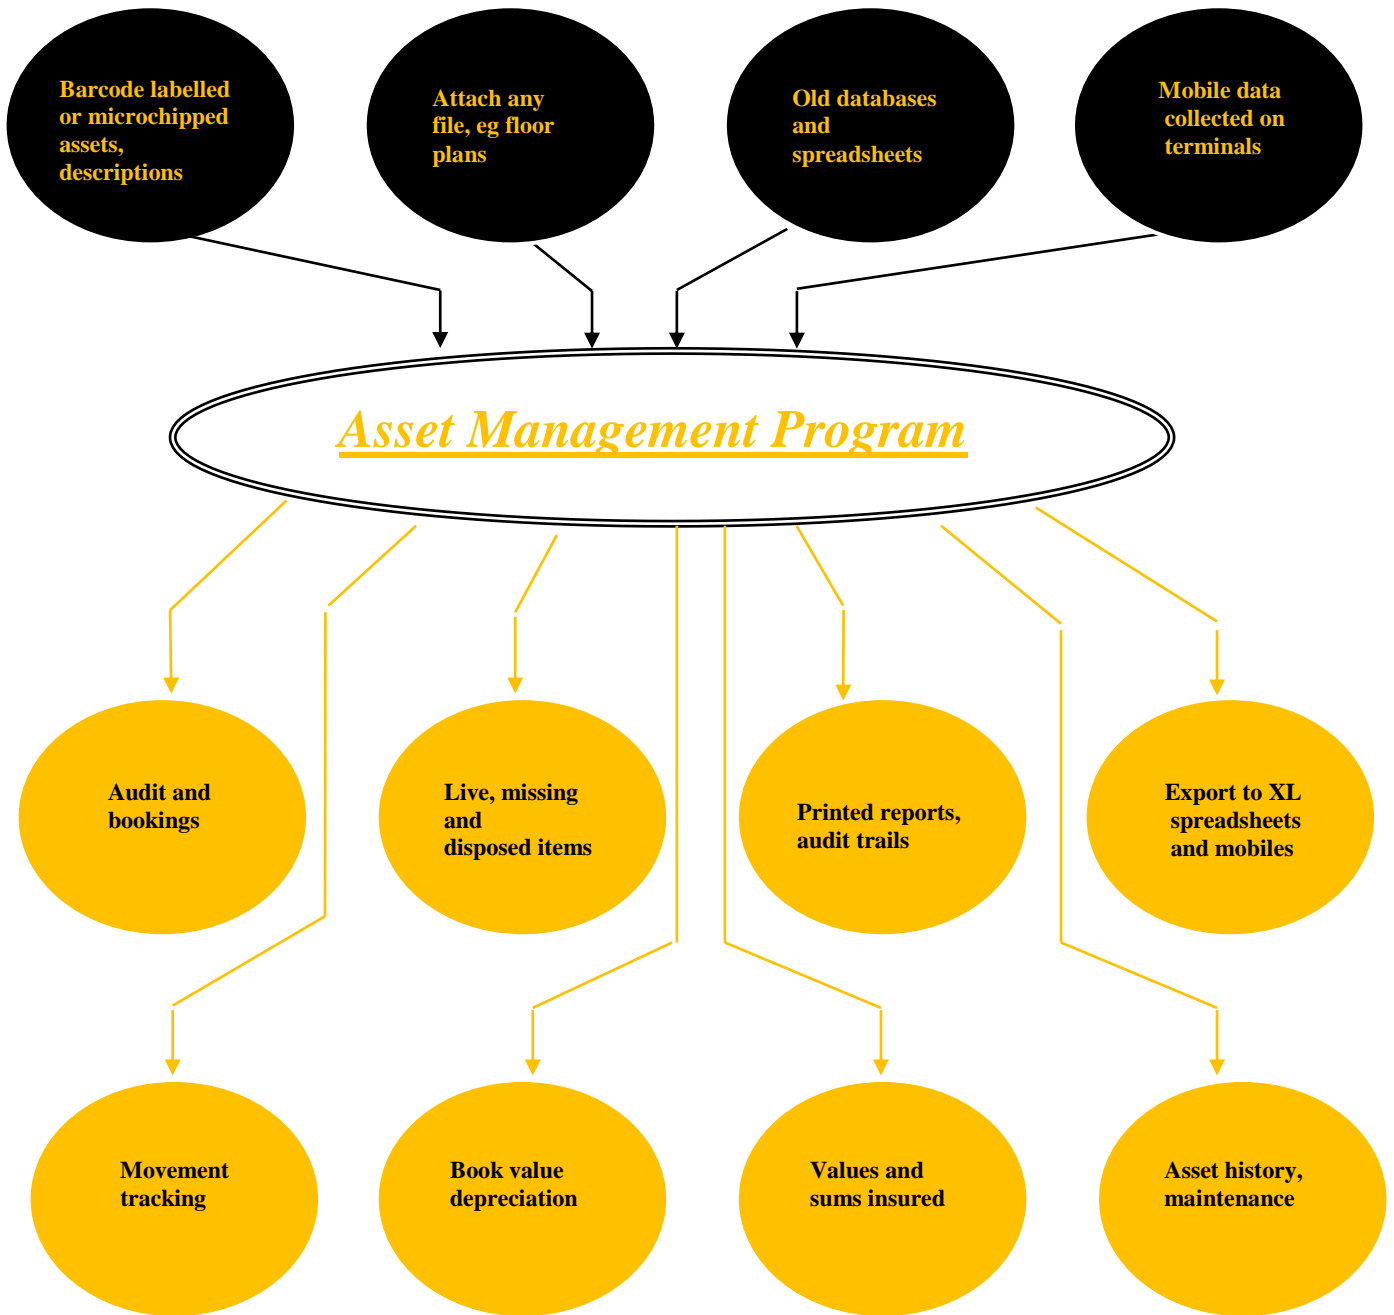 Barcode labelled
or microchipped
assets,
descriptions
Attach any
file, eg floor
plans
Old databases
and
spreadsheets
Mobile data
collected on
terminals
Asset Management Program
Audit and
bookings
Live, missing
and
disposed items
Printed reports,
audit trails
Export to XL
spreadsheets
and mobiles
Movement
tracking
Book value
depreciation
Values and
sums insured
Asset history,
maintenance